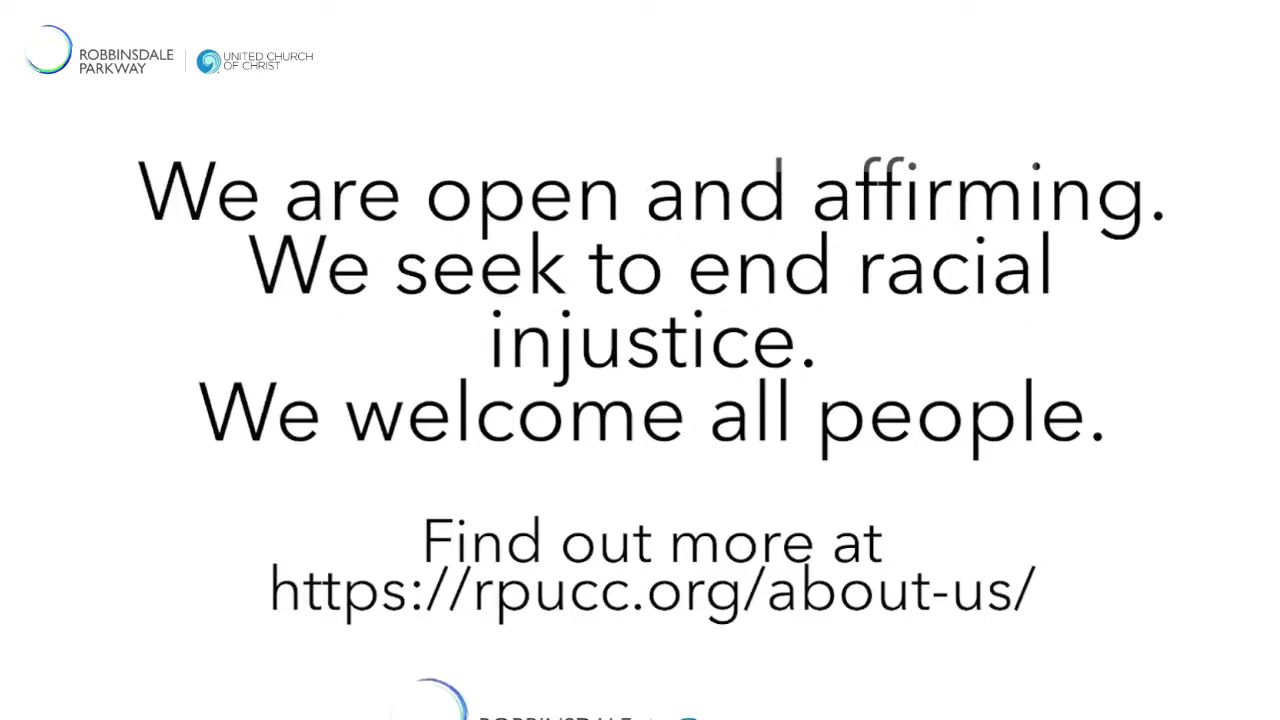 ROBBINSDALE
PARKWAY
UNITED CHURCH
OF CHRIST
We are open and affirming.
We seek to end racial
injustice.
We welcome all people.
Find out more at
https://rpucc.org/about-us/
ROBBINSDALE